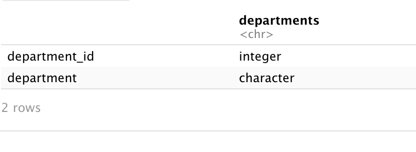 departments
<chr>
department_id integer
department character
2 rows